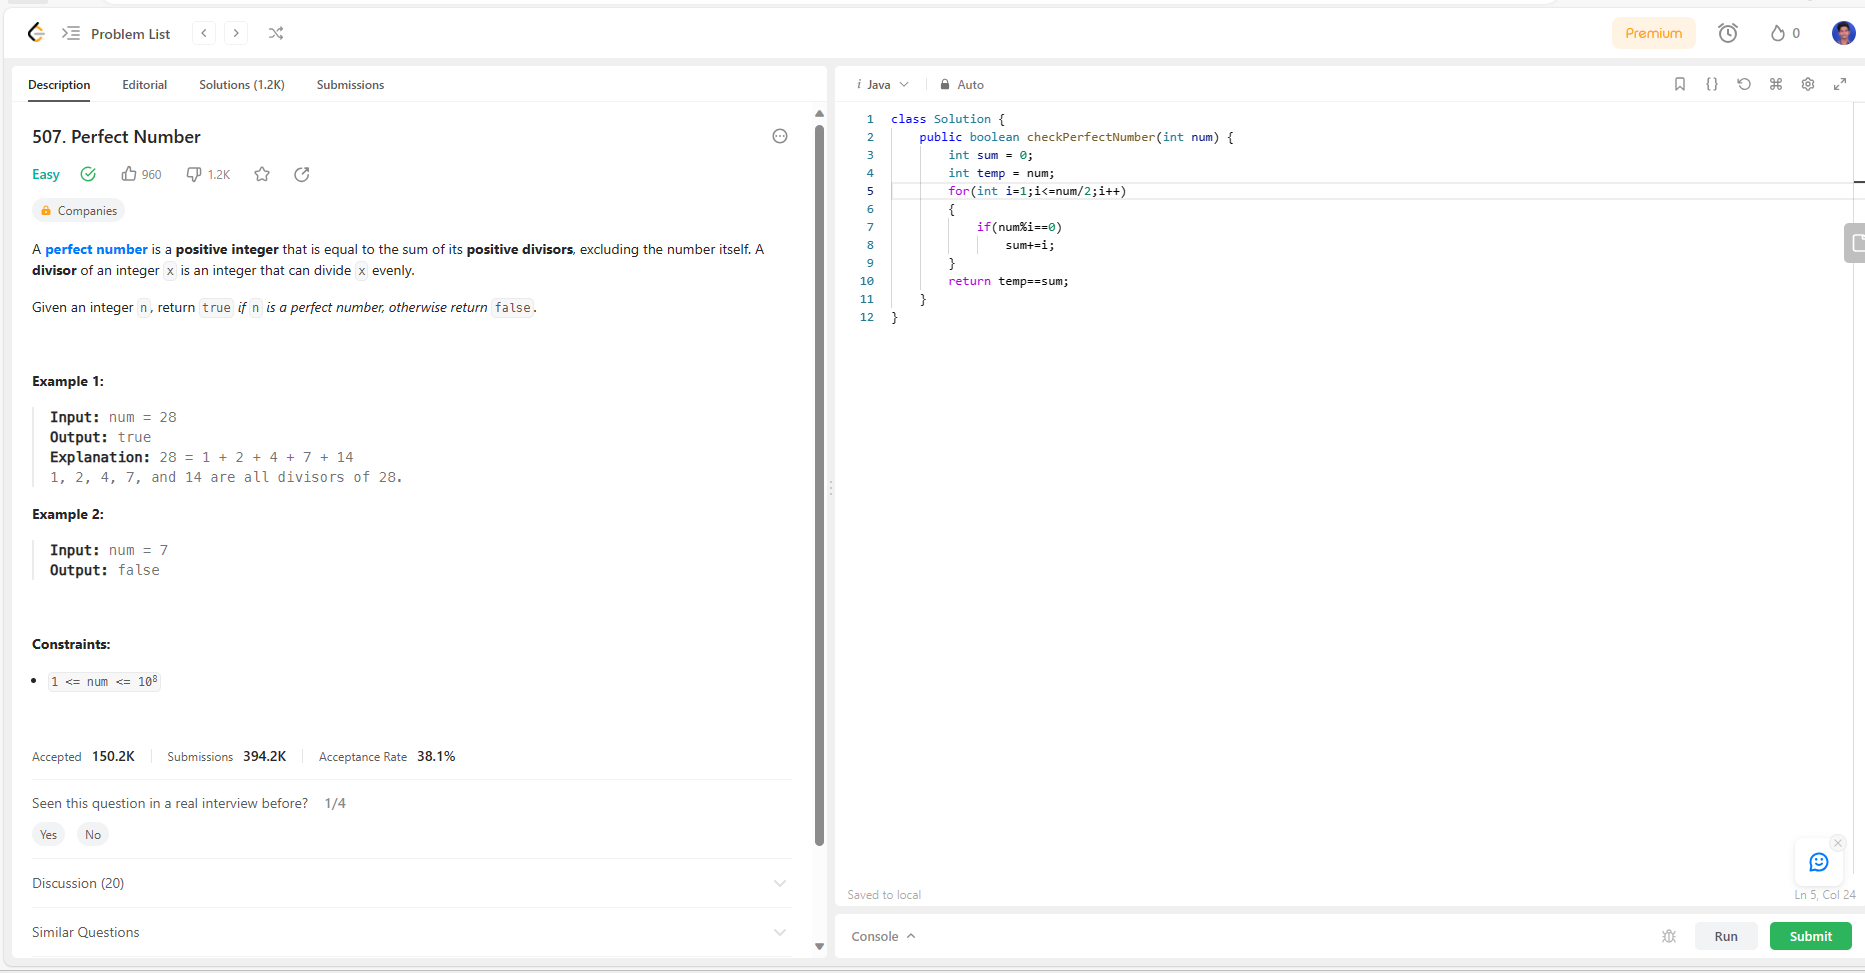 Problem List
Premium
0
Description Editorial Solutions (1.2K) Submissions
507. Perfect Number
Easy 960 1.2K
Companies
A perfect number is a positive integer that is equal to the sum of its positive divisors, excluding the number itself. A
divisor of an integer x is an integer that can divide x evenly.
Given an integer n, return true if n is a perfect number, otherwise return false.
Example 1:
Input: num = 28
Output: true
Explanation: 28 = 1 + 2 + 4 + 7 + 14
1, 2, 4, 7, and 14 are all divisors of 28.
Example 2:
Input: num = 7
Output: false
Constraints:
1 <= num <= 10⁸
Accepted 150.2K Submissions 394.2K Acceptance Rate 38.1%
Seen this question in a real interview before? 1/4
Yes No
Discussion (20)
Similar Questions
i Java Auto
1 class Solution {
2     public boolean checkPerfectNumber(int num) {
3         int sum = 0;
4         int temp = num;
5         for(int i=1;i<=num/2;i++)
6         {
7             if(num%i==0)
8                 sum+=i;
9         }
10         return temp==sum;
11     }
12 }
Saved to local
Ln 5, Col 24
Console
Run
Submit